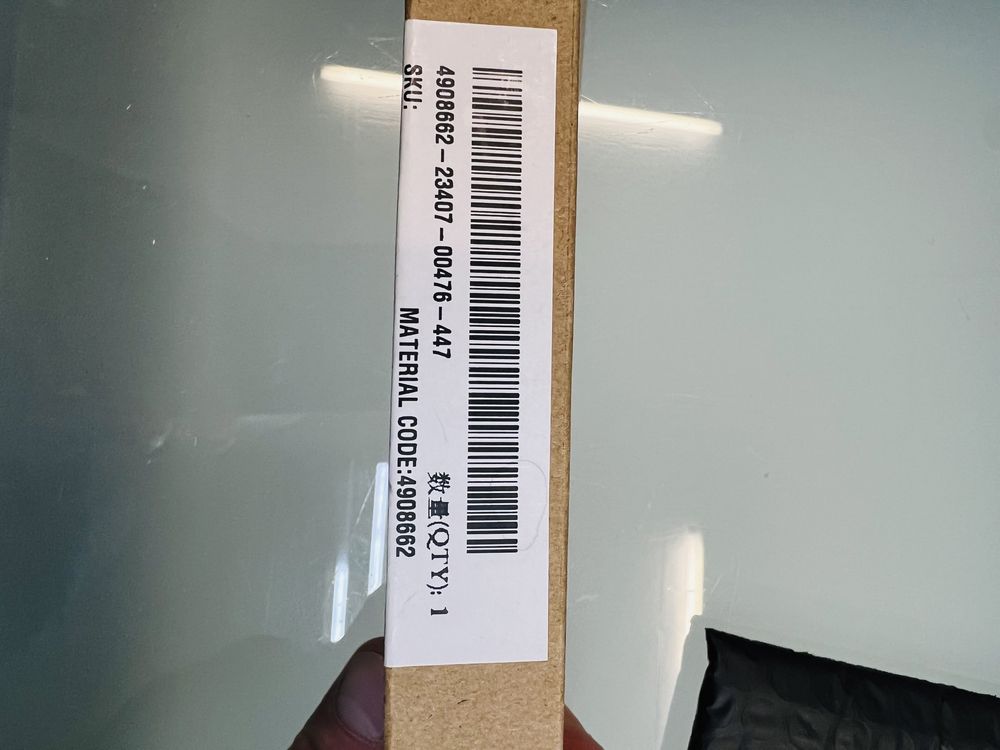 4908662-23407-00476-447 数量(QTY): 1
SKU: MATERIAL CODE:4908662